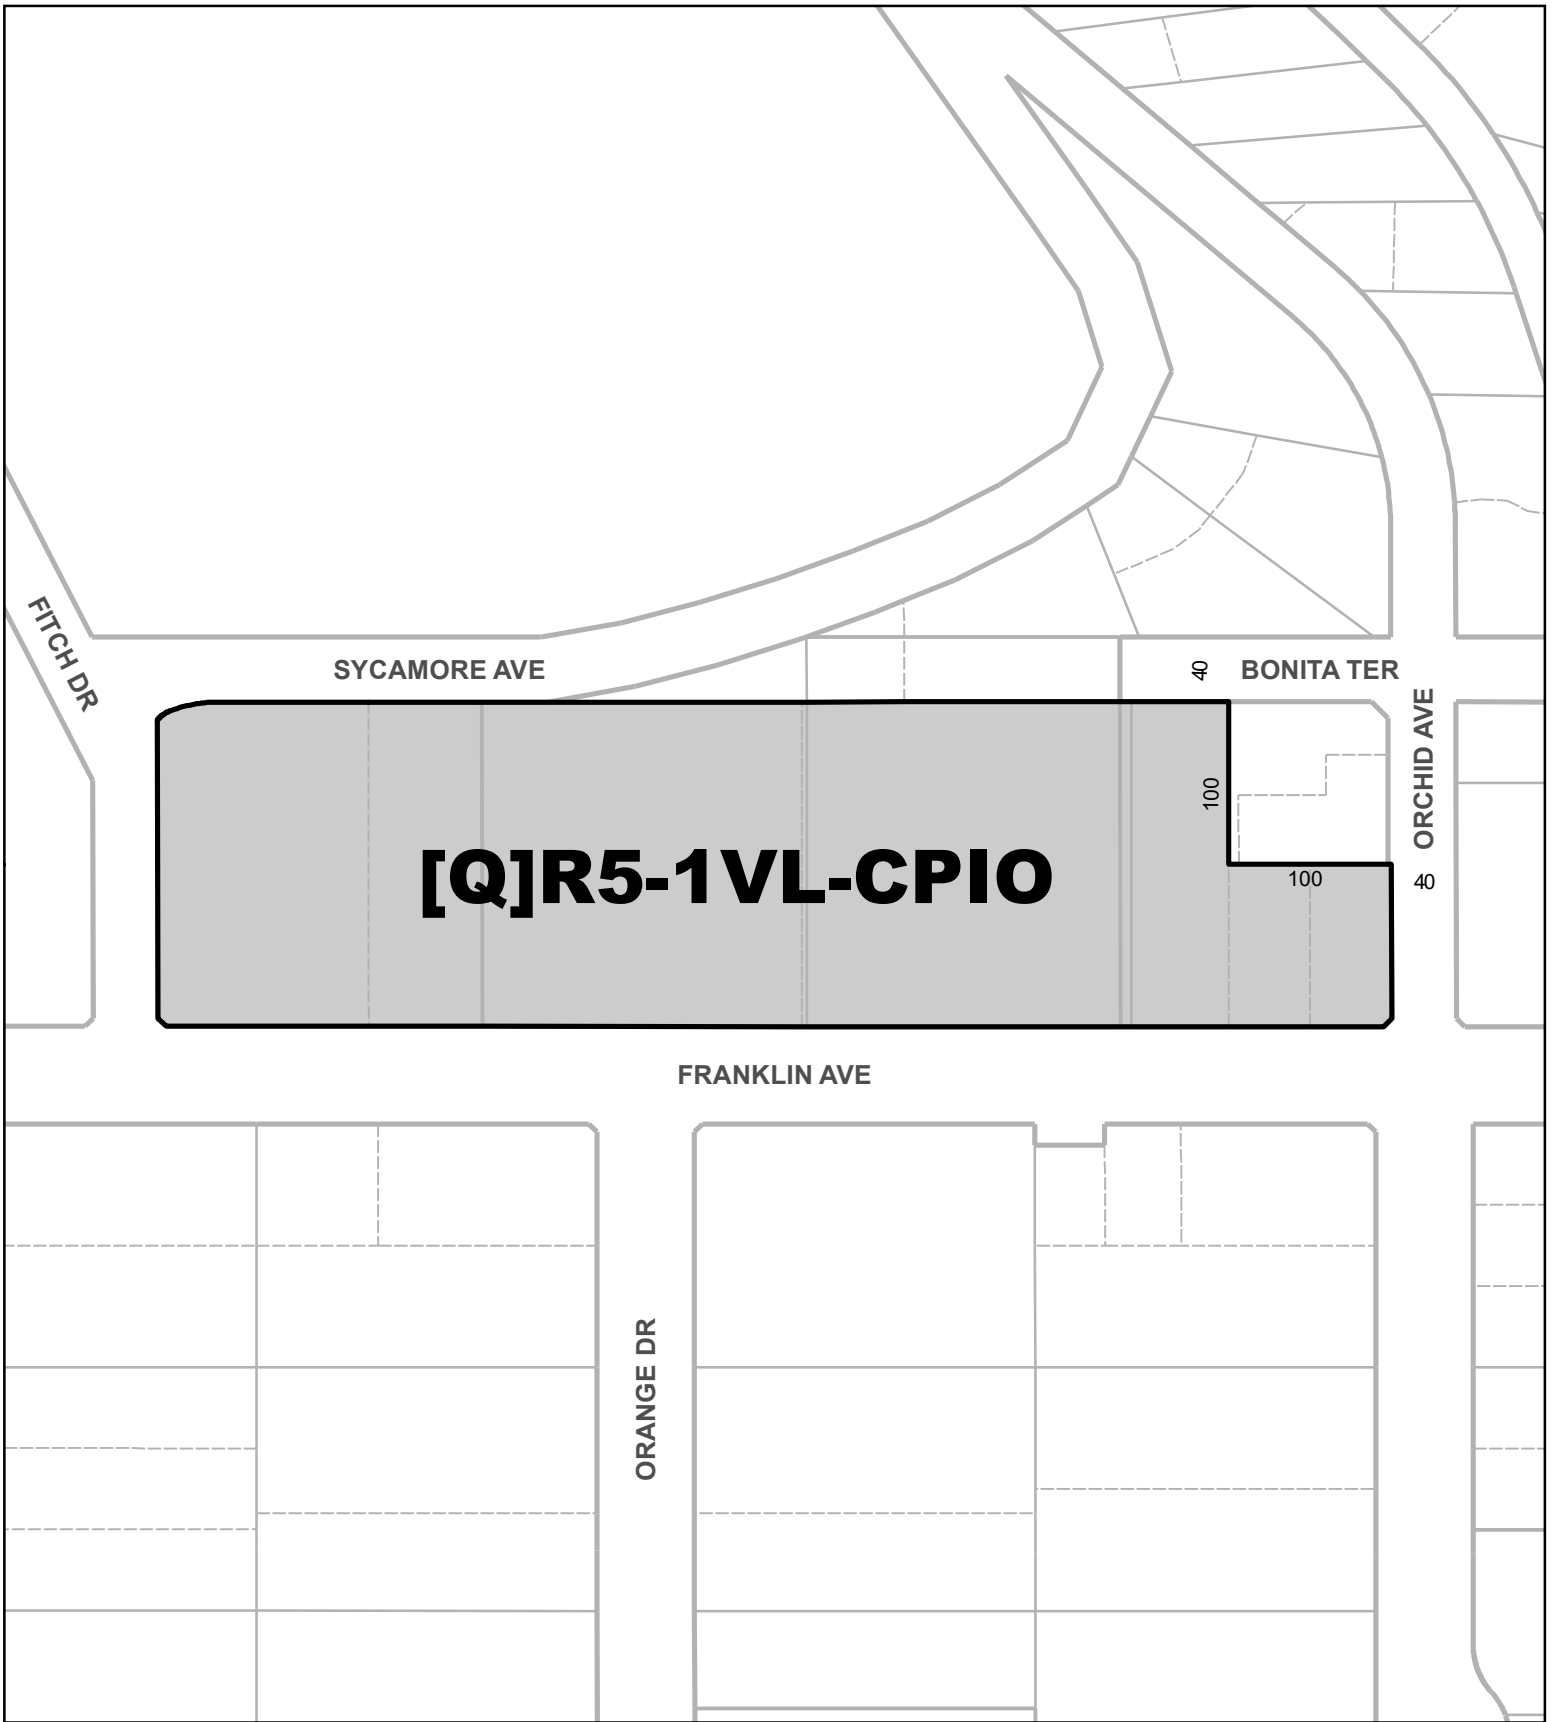 FITCH DR
SYCAMORE AVE
40
BONITA TER
ORCHID AVE
100
[Q]R5-1VL-CPIO
100
40
FRANKLIN AVE
ORANGE DR